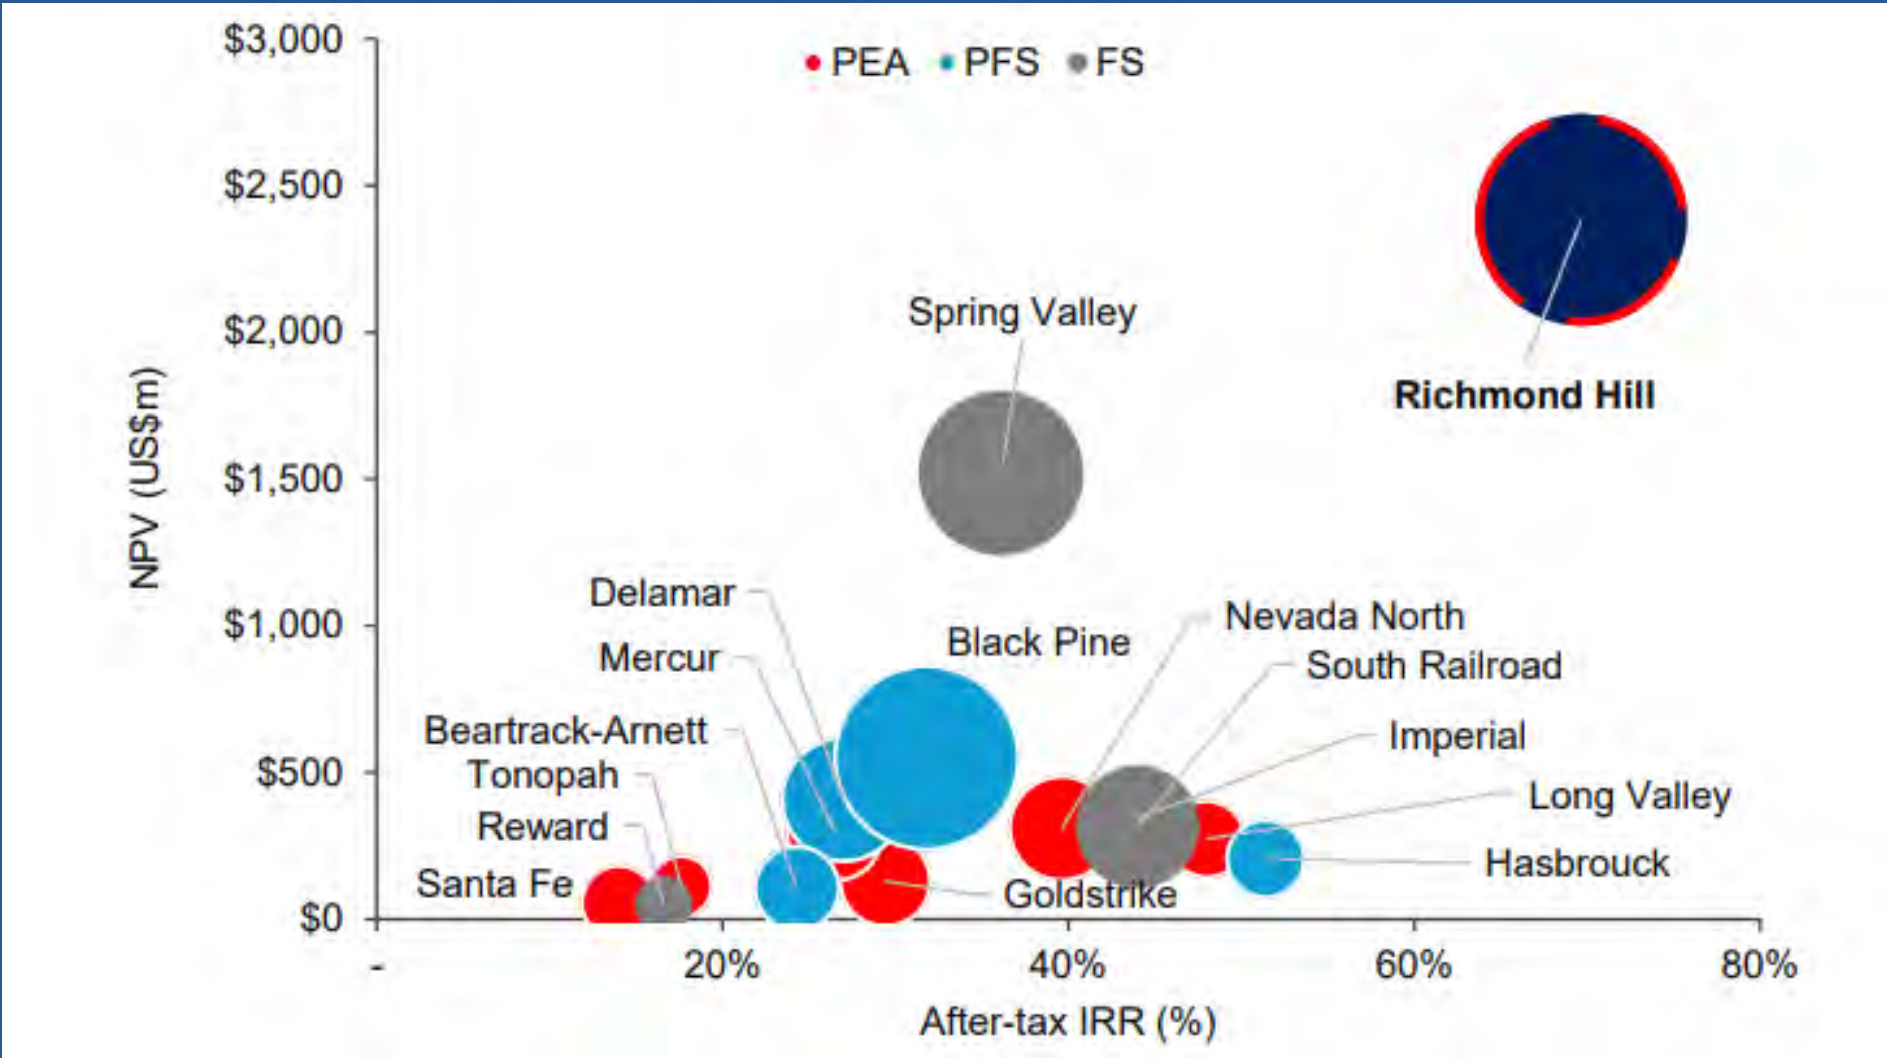 $3,000
PEA PFS FS
$2,500
$2,000
Spring Valley
Richmond Hill
NPV (US$m)
$1,500
Delamar
$1,000
Nevada North
Black Pine
Mercur
South Railroad
Beartrack-Arnett
Imperial
$500
Tonopah
Long Valley
Reward
Hasbrouck
Santa Fe
Goldstrike
$0
- 20% 40% 60% 80%
After-tax IRR (%)